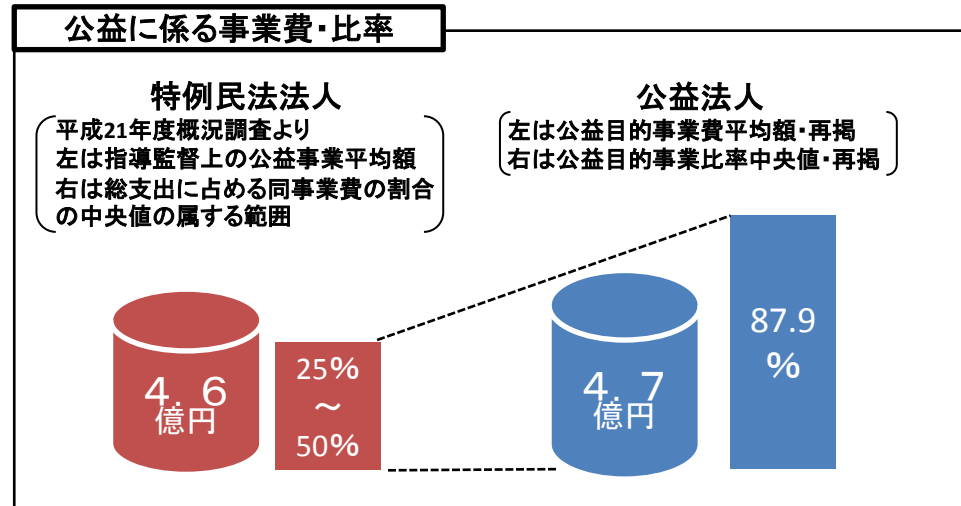 公益に係る事業費・比率
特例民法法人
平成21年度概況調査より
左は指導監督上の公益事業平均額
右は総支出に占める同事業費の割合
の中央値の属する範囲
公益法人
左は公益目的事業費平均額・再掲
右は公益目的事業比率中央値・再掲
4．6
億円
25%
～
50%
4．7
億円
87.9
%